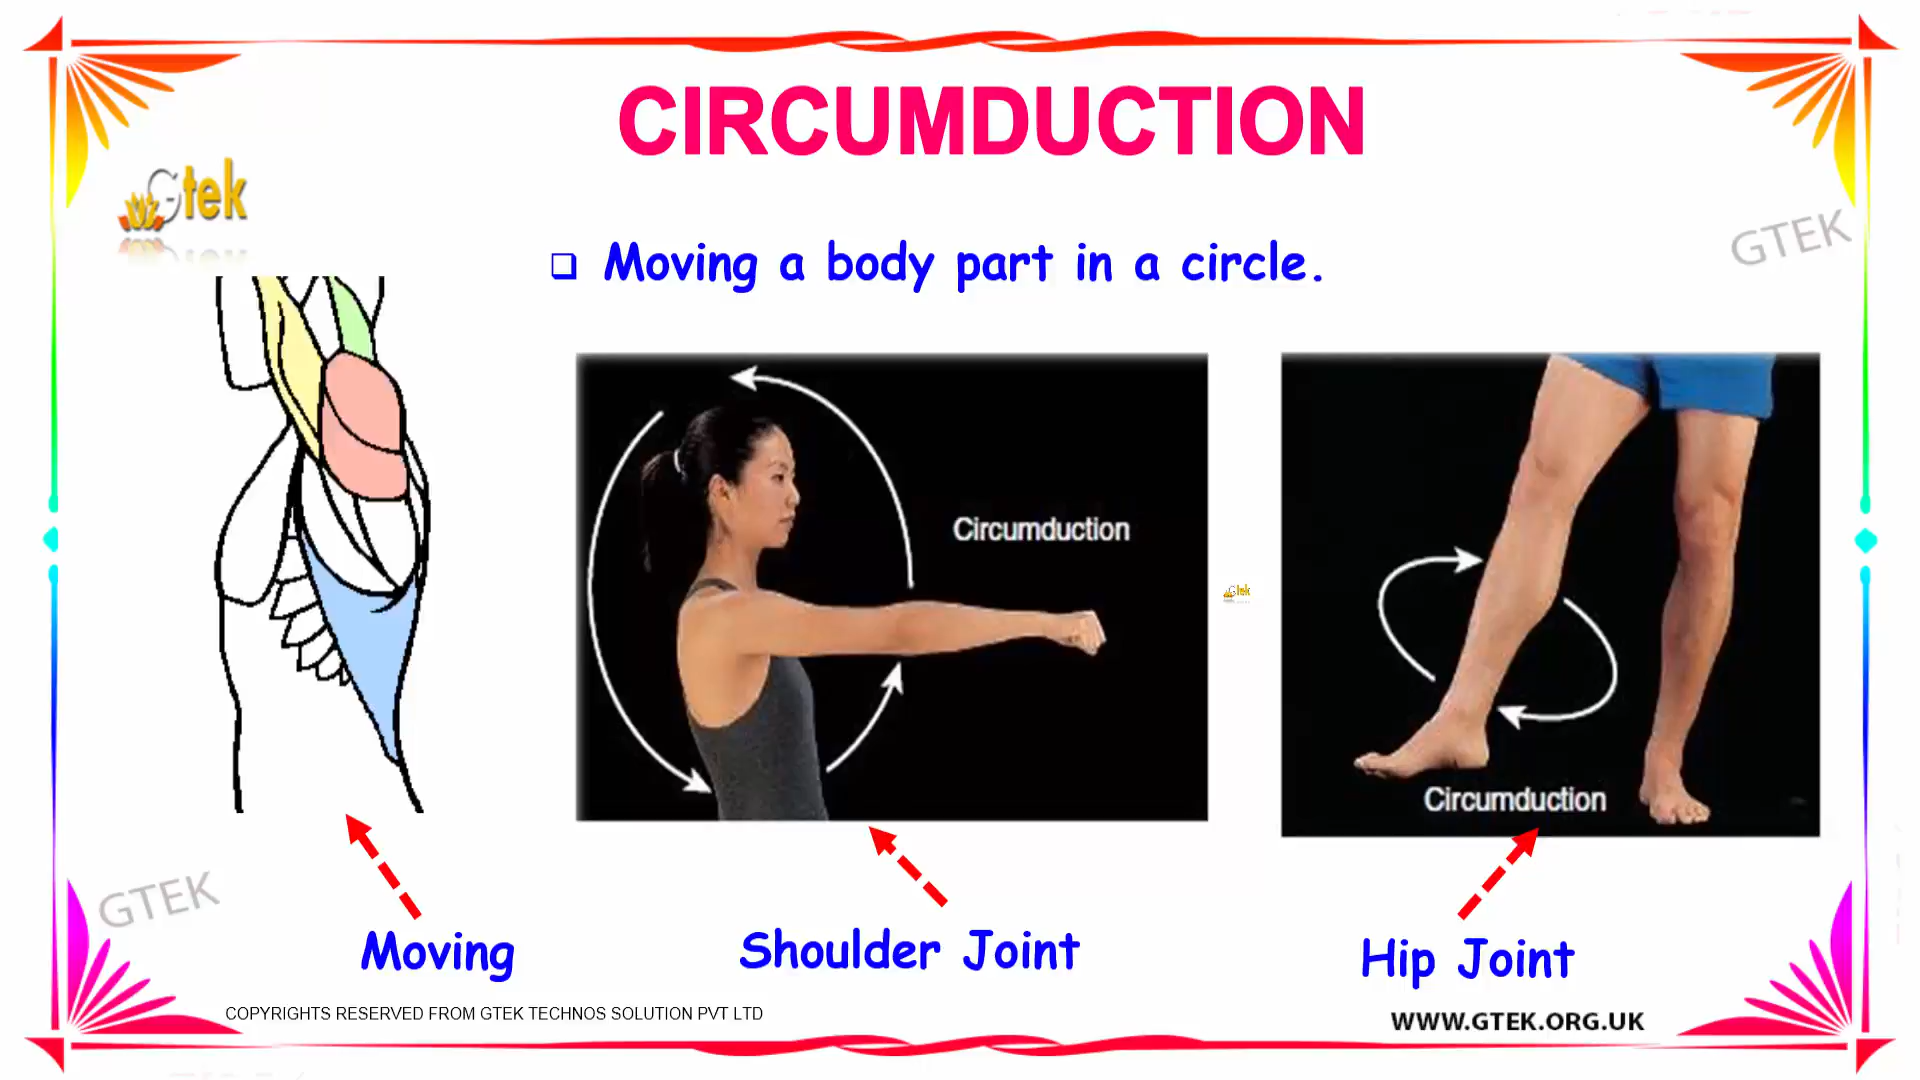 CIRCUMDUCTION
Gtek
GTEK
❑ Moving a body part in a circle.
Circumduction
Gtek
Circumduction
GTEK
Moving
Shoulder Joint
Hip Joint
COPYRIGHTS RESERVED FROM GTEK TECHNOS SOLUTION PVT LTD
WWW.GTEK.ORG.UK